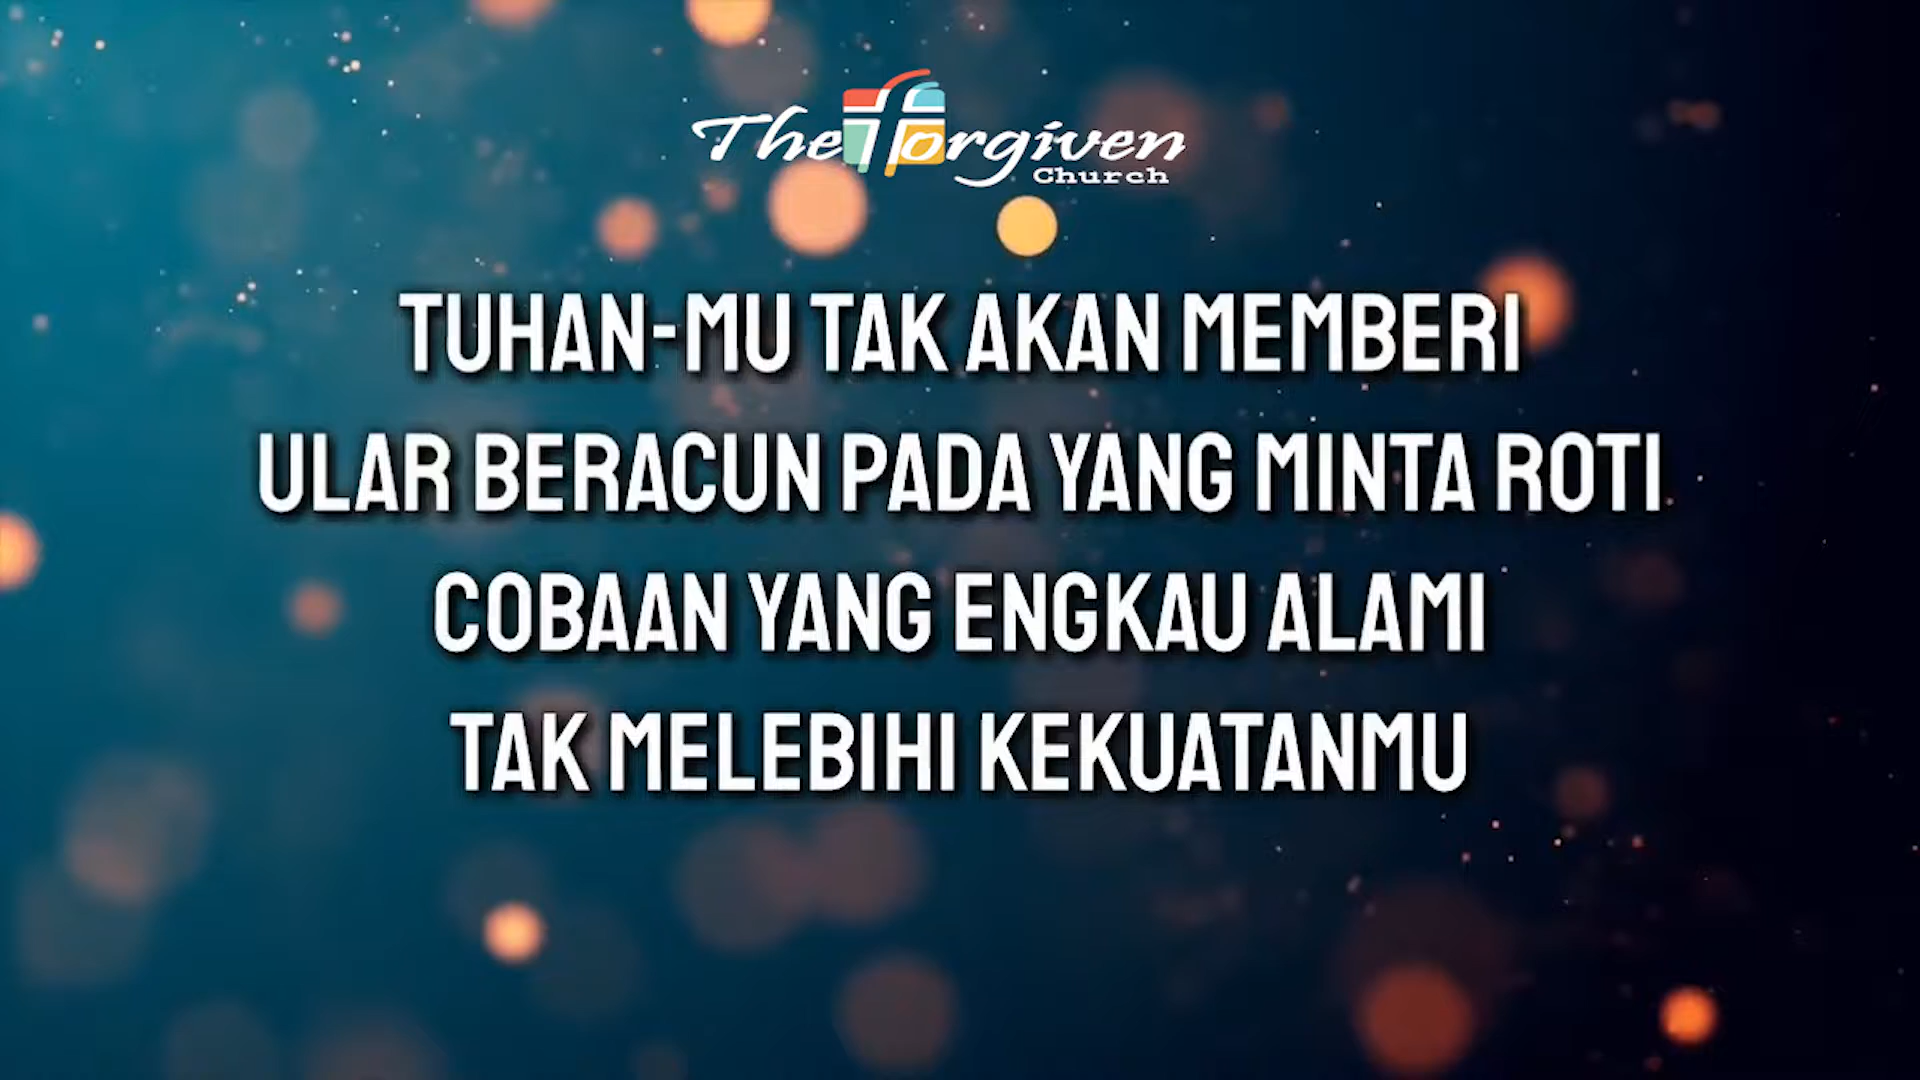 The Forgiven
Church
TUHAN-MU TAK AKAN MEMBERI
ULAR BERACUN PADA YANG MINTA ROTI
COBAAN YANG ENGKAU ALAMI
TAK MELEBIHI KEKUATANMU